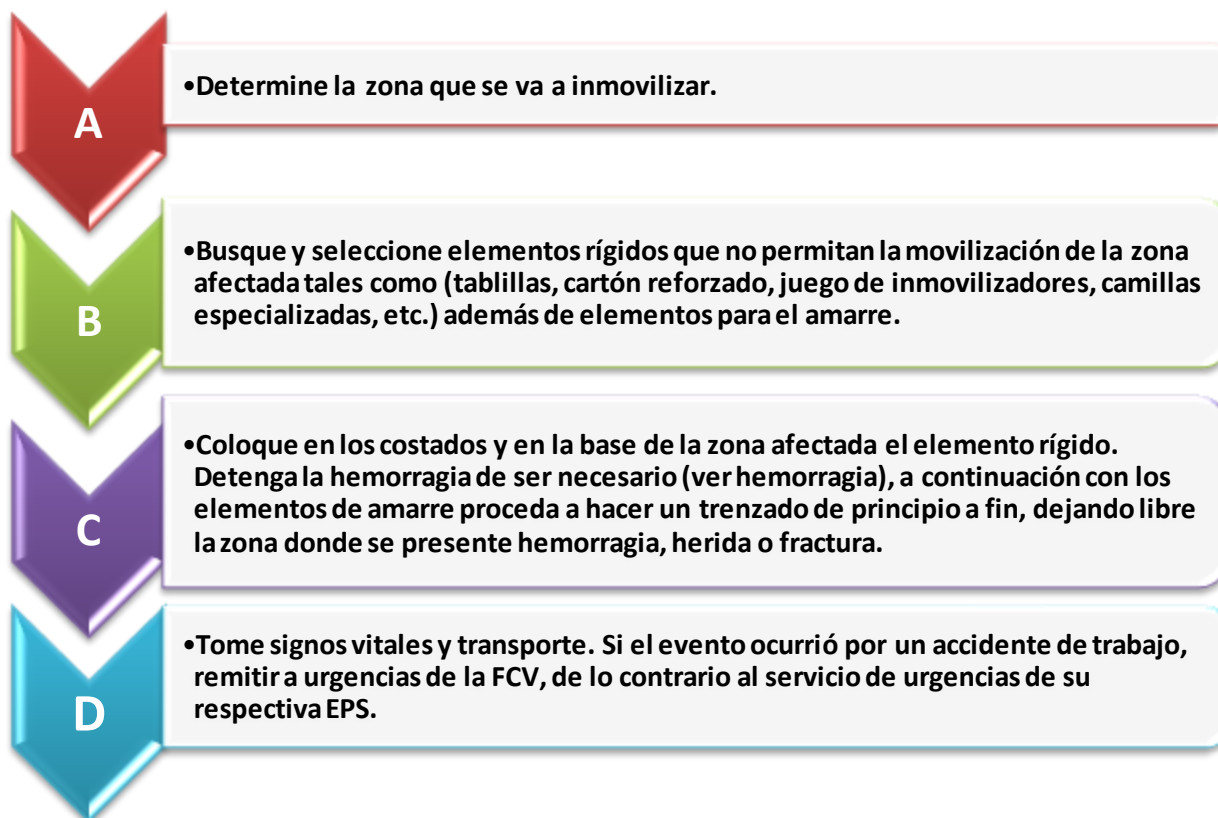 A
•Determine la zona que se va a inmovilizar.
B
•Busque y seleccione elementos rígidos que no permitan la movilización de la zona
afectada tales como (tablillas, cartón reforzado, juego de inmovilizadores, camillas
especializadas, etc.) además de elementos para el amarre.
C
•Coloque en los costados y en la base de la zona afectada el elemento rígido.
Detenga la hemorragia de ser necesario (ver hemorragia), a continuación con los
elementos de amarre proceda a hacer un trenzado de principio a fin, dejando libre
la zona donde se presente hemorragia, herida o fractura.
D
•Tome signos vitales y transporte. Si el evento ocurrió por un accidente de trabajo,
remitir a urgencias de la FCV, de lo contrario al servicio de urgencias de su
respectiva EPS.